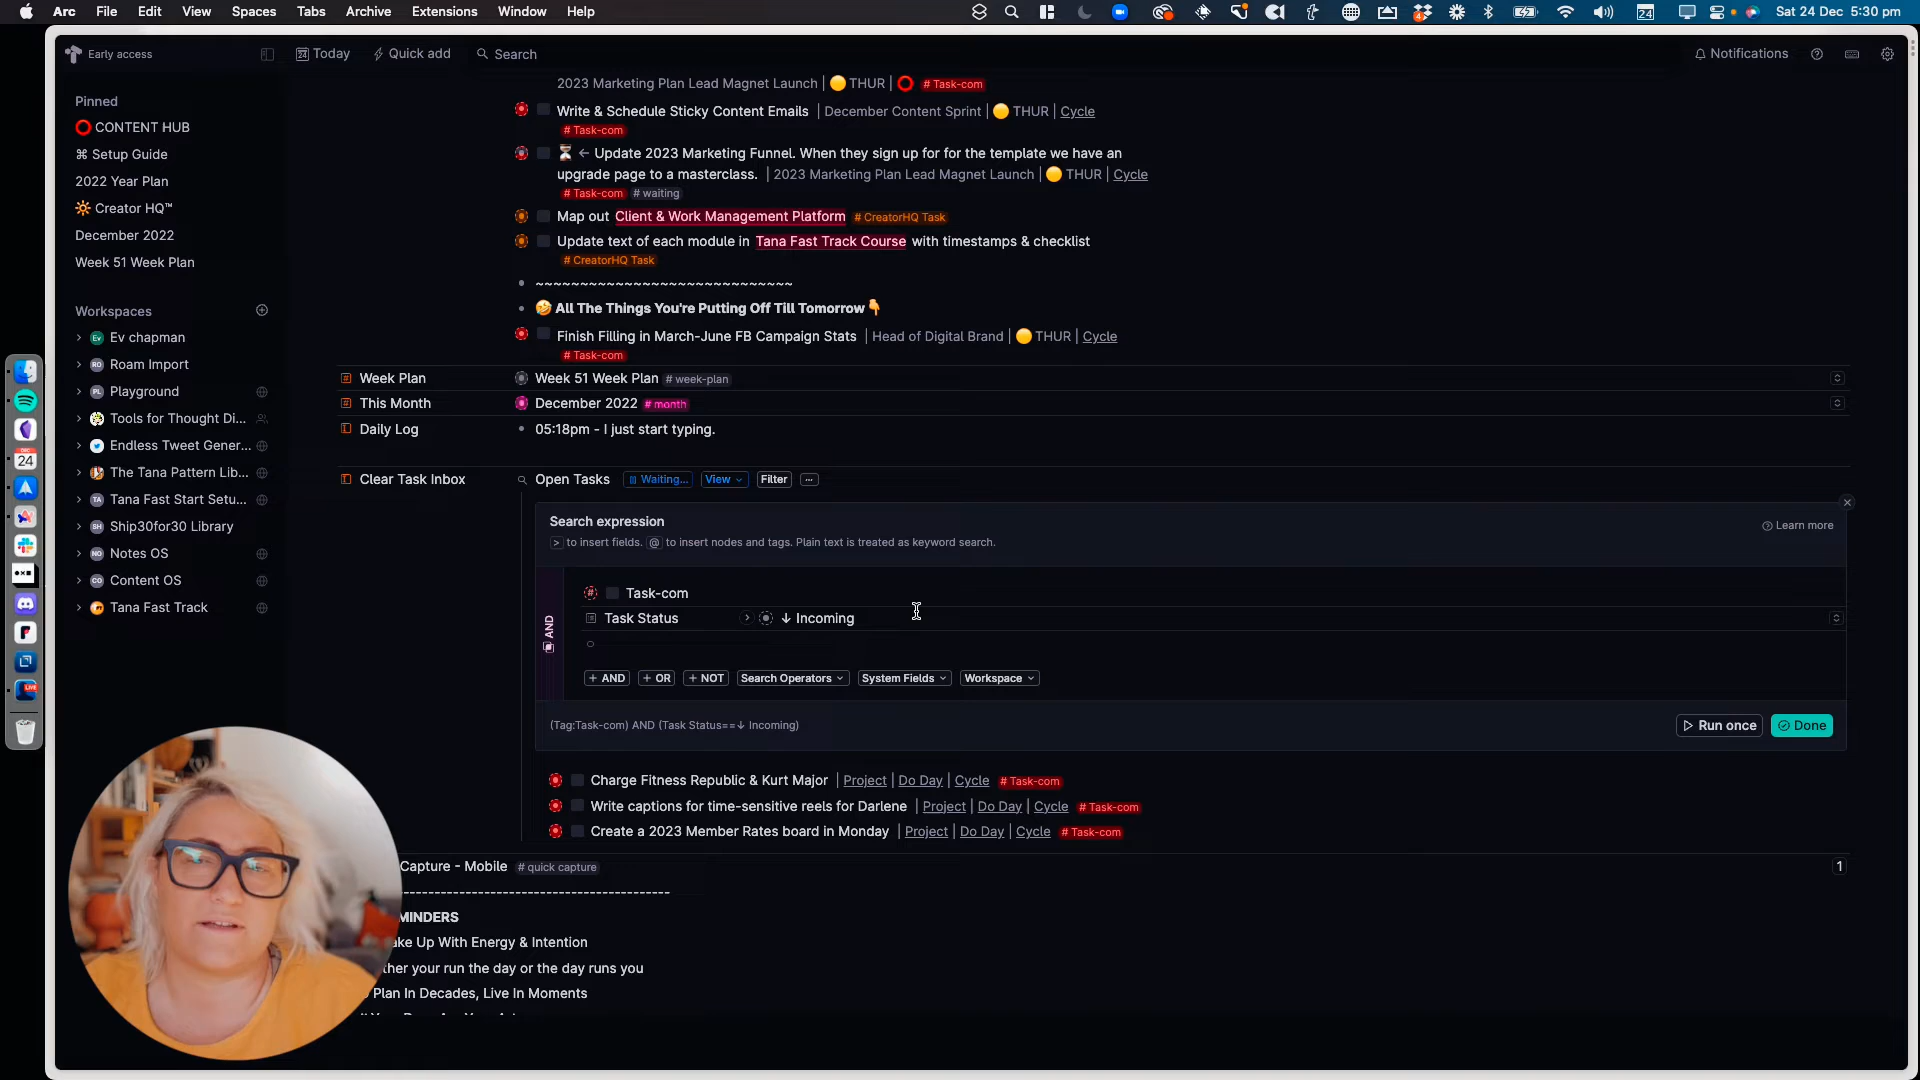 Arc File Edit View Spaces Tabs Archive Extensions Window Help 24 Sat 24 Dec 5:30 pm
Early access Today Quick add Search Notifications
Pinned
CONTENT HUB
⌘ Setup Guide
2022 Year Plan
🔆 Creator HQ™
December 2022
Week 51 Week Plan
Workspaces
Ev Ev chapman
RO Roam Import
PL Playground
Tools for Thought Di...
Endless Tweet Gener...
The Tana Pattern Lib...
TA Tana Fast Start Setu...
SH Ship30for30 Library
NO Notes OS
CO Content OS
Tana Fast Track
DEC
24
LIVE
2023 Marketing Plan Lead Magnet Launch | 🟡 THUR | ⭕ # Task-com
Write & Schedule Sticky Content Emails | December Content Sprint | 🟡 THUR | Cycle
# Task-com
⏳ ← Update 2023 Marketing Funnel. When they sign up for for the template we have an
upgrade page to a masterclass. | 2023 Marketing Plan Lead Magnet Launch | 🟡 THUR | Cycle
# Task-com # waiting
Map out Client & Work Management Platform # CreatorHQ Task
Update text of each module in Tana Fast Track Course with timestamps & checklist
# CreatorHQ Task
~~~~~~~~~~~~~~~~~~~~~~~~~~~~
🤣 All The Things You're Putting Off Till Tomorrow 👇
Finish Filling in March-June FB Campaign Stats | Head of Digital Brand | 🟡 THUR | Cycle
# Task-com
Week Plan Week 51 Week Plan # week-plan
This Month December 2022 # month
Daily Log 05:18pm - I just start typing.
Clear Task Inbox Open Tasks Waiting... View Filter ...
Search expression
Learn more
> to insert fields. @ to insert nodes and tags. Plain text is treated as keyword search.
AND
# Task-com
Task Status > ↓ Incoming
+ AND + OR + NOT Search Operators System Fields Workspace
(Tag:Task-com) AND (Task Status==↓ Incoming)
Run once Done
Charge Fitness Republic & Kurt Major | Project | Do Day | Cycle # Task-com
Write captions for time-sensitive reels for Darlene | Project | Do Day | Cycle # Task-com
Create a 2023 Member Rates board in Monday | Project | Do Day | Cycle # Task-com
Capture - Mobile # quick capture 1
-----------------------------------------
MINDERS
ake Up With Energy & Intention
ther your run the day or the day runs you
Plan In Decades, Live In Moments